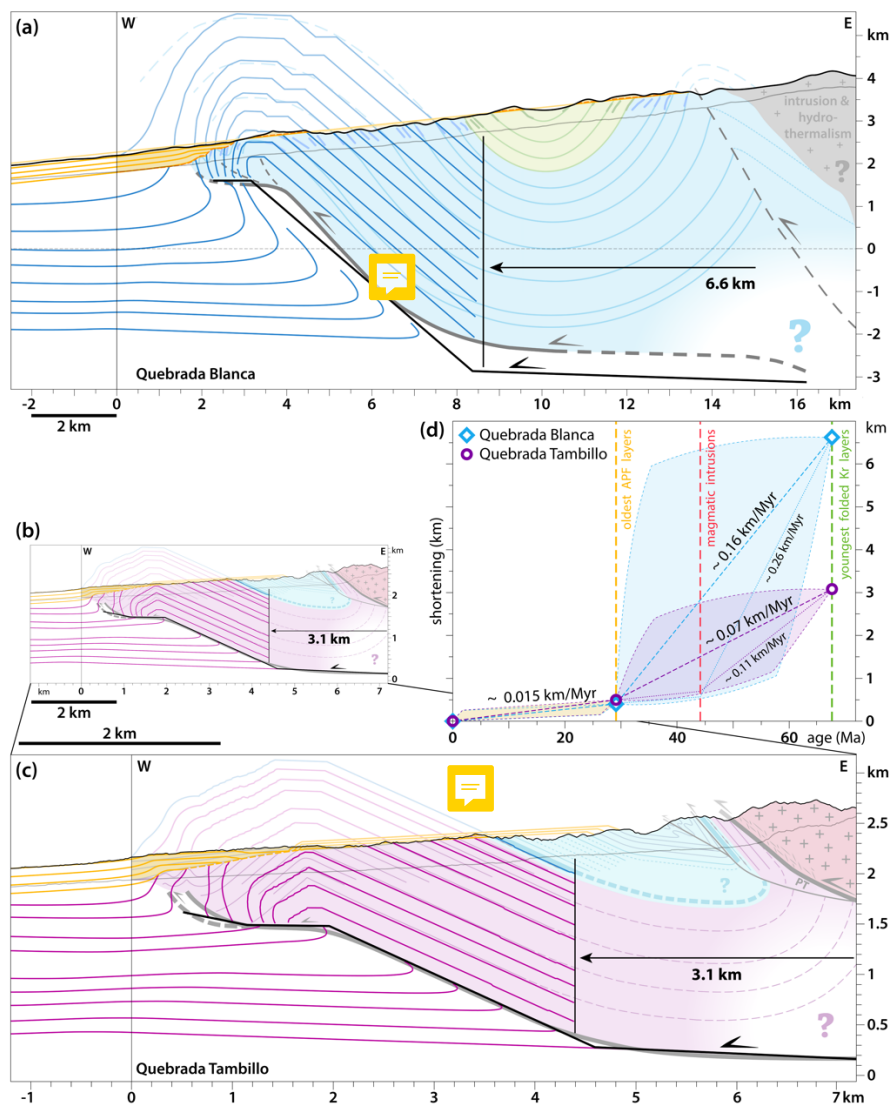 (a)
W
E
km
4
3
2
1
0
-1
-2
-3
intrusion &
hydro-
thermalism
?
6.6 km
?
Quebrada Blanca
-2
0
2
4
6
8
10
12
14
km
16
2 km
(d)
Quebrada Blanca
Quebrada Tambillo
km
6
5
4
3
2
1
0
shortening (km)
oldest APF layers
magmatic intrusions
youngest folded Kr layers
~ 0.16 km/Myr
~ 0.26 km/Myr
~ 0.07 km/Myr
~ 0.11 km/Myr
~ 0.015 km/Myr
0
20
40
60
age (Ma)
(b)
W
E
km
2
1
0
?
3.1 km
?
km
0
1
2
3
4
5
6
7
2 km
2 km
(c)
W
E
km
2.5
2
1.5
1
0.5
0
?
PT
3.1 km
?
Quebrada Tambillo
-1
0
1
2
3
4
5
6
7 km